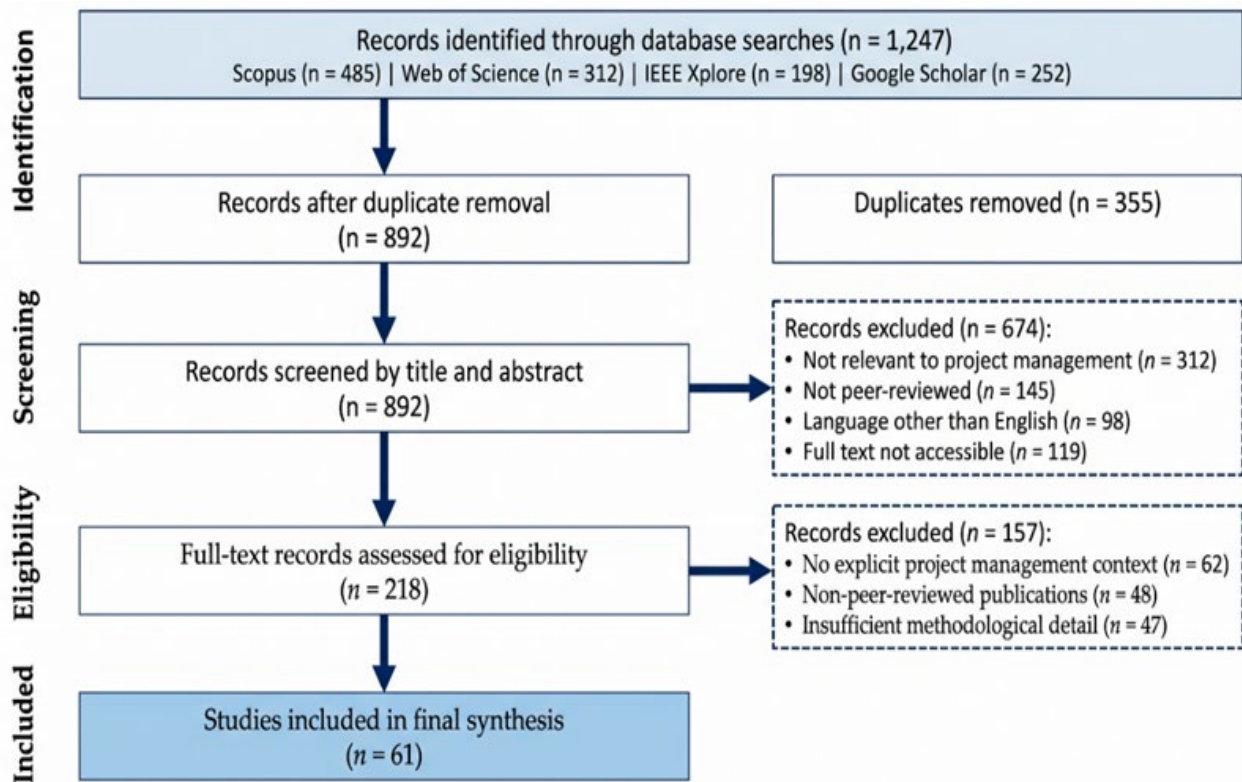 Identification
Records identified through database searches (n = 1,247)
Scopus (n = 485) | Web of Science (n = 312) | IEEE Xplore (n = 198) | Google Scholar (n = 252)
Records after duplicate removal
(n = 892)
Duplicates removed (n = 355)
Screening
Records screened by title and abstract
(n = 892)
Records excluded (n = 674):
• Not relevant to project management (n = 312)
• Not peer-reviewed (n = 145)
• Language other than English (n = 98)
• Full text not accessible (n = 119)
Eligibility
Full-text records assessed for eligibility
(n = 218)
Records excluded (n = 157):
• No explicit project management context (n = 62)
• Non-peer-reviewed publications (n = 48)
• Insufficient methodological detail (n = 47)
Included
Studies included in final synthesis
(n = 61)